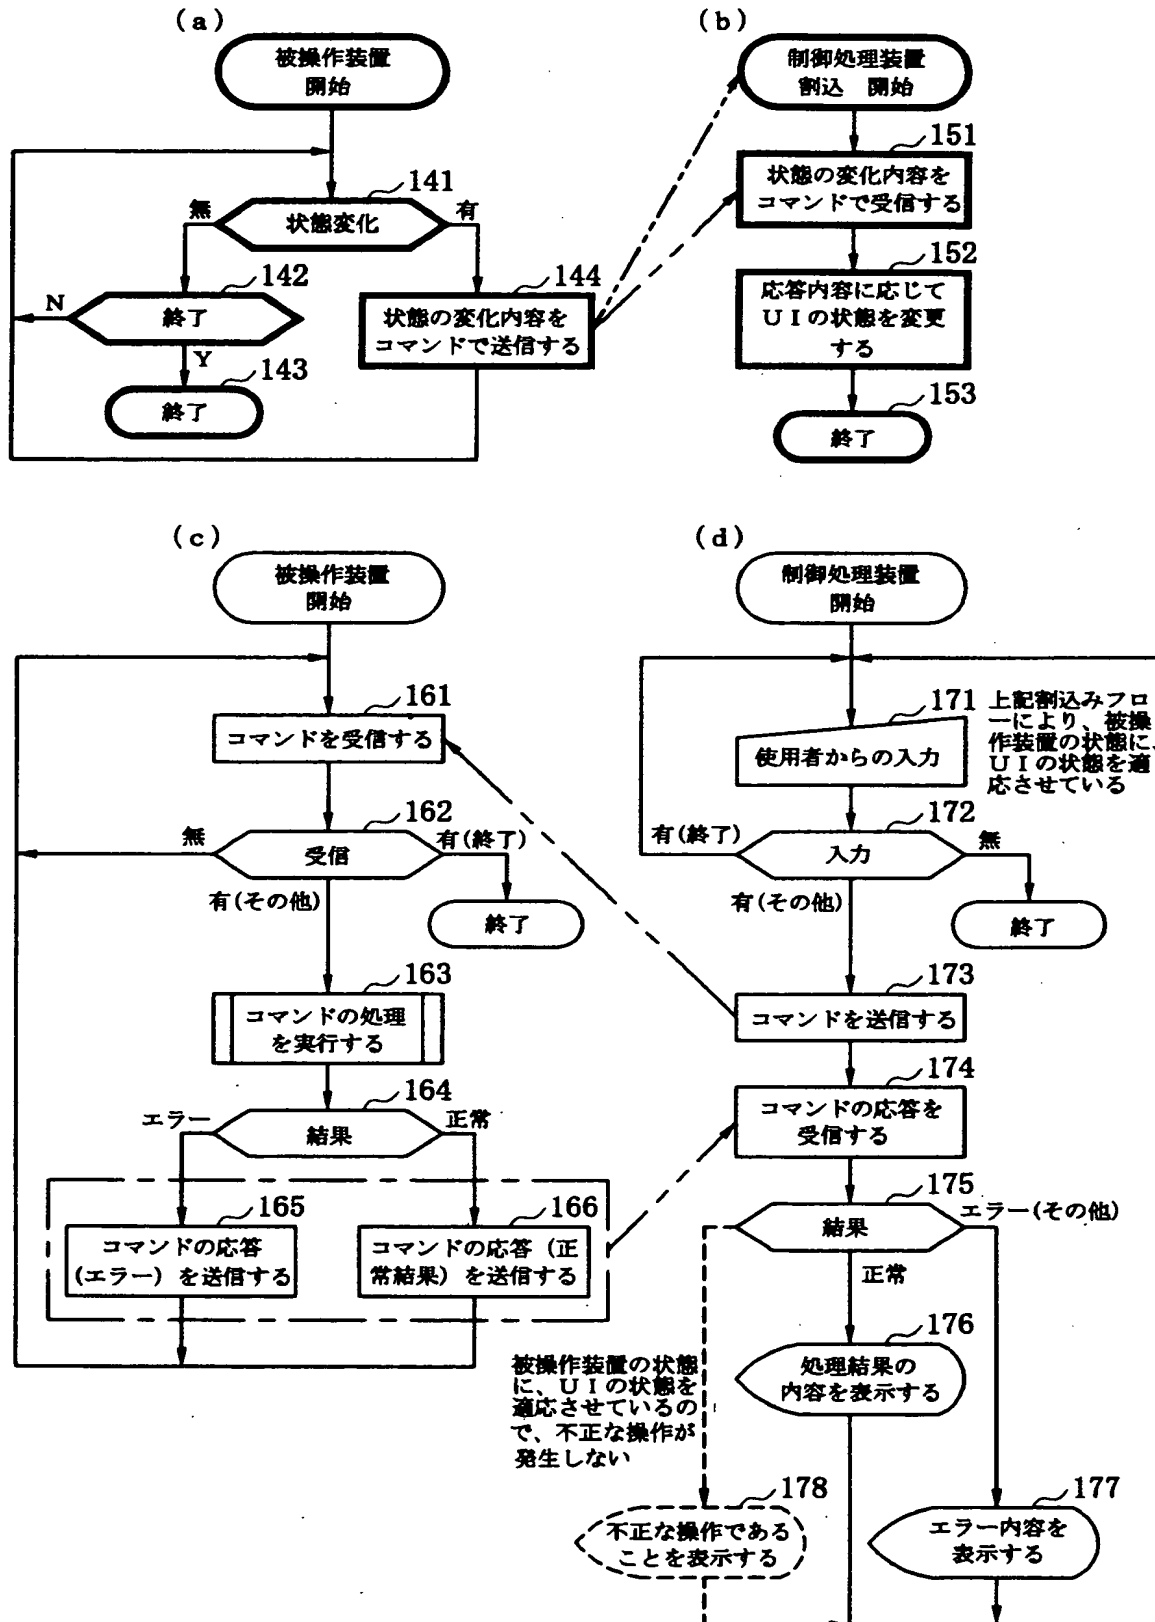 (a)
被操作装置
開始
141
状態変化
無
有
142
終了
N
Y
143
終了
144
状態の変化内容を
コマンドで送信する
(b)
制御処理装置
割込 開始
151
状態の変化内容を
コマンドで受信する
152
応答内容に応じて
UIの状態を変更
する
153
終了
(c)
被操作装置
開始
161
コマンドを受信する
162
受信
無
有(終了)
終了
有(その他)
163
コマンドの処理
を実行する
164
結果
エラー
正常
165
コマンドの応答
(エラー)を送信する
166
コマンドの応答(正
常結果)を送信する
(d)
制御処理装置
開始
171
使用者からの入力
上記割込みフロ
ーにより、被操
作装置の状態に、
UIの状態を適
応させている
172
入力
有(終了)
無
終了
有(その他)
173
コマンドを送信する
174
コマンドの応答を
受信する
175
結果
エラー(その他)
正常
176
処理結果の
内容を表示する
被操作装置の状態
に、UIの状態を
適応させているの
で、不正な操作が
発生しない
178
不正な操作である
ことを表示する
177
エラー内容を
表示する